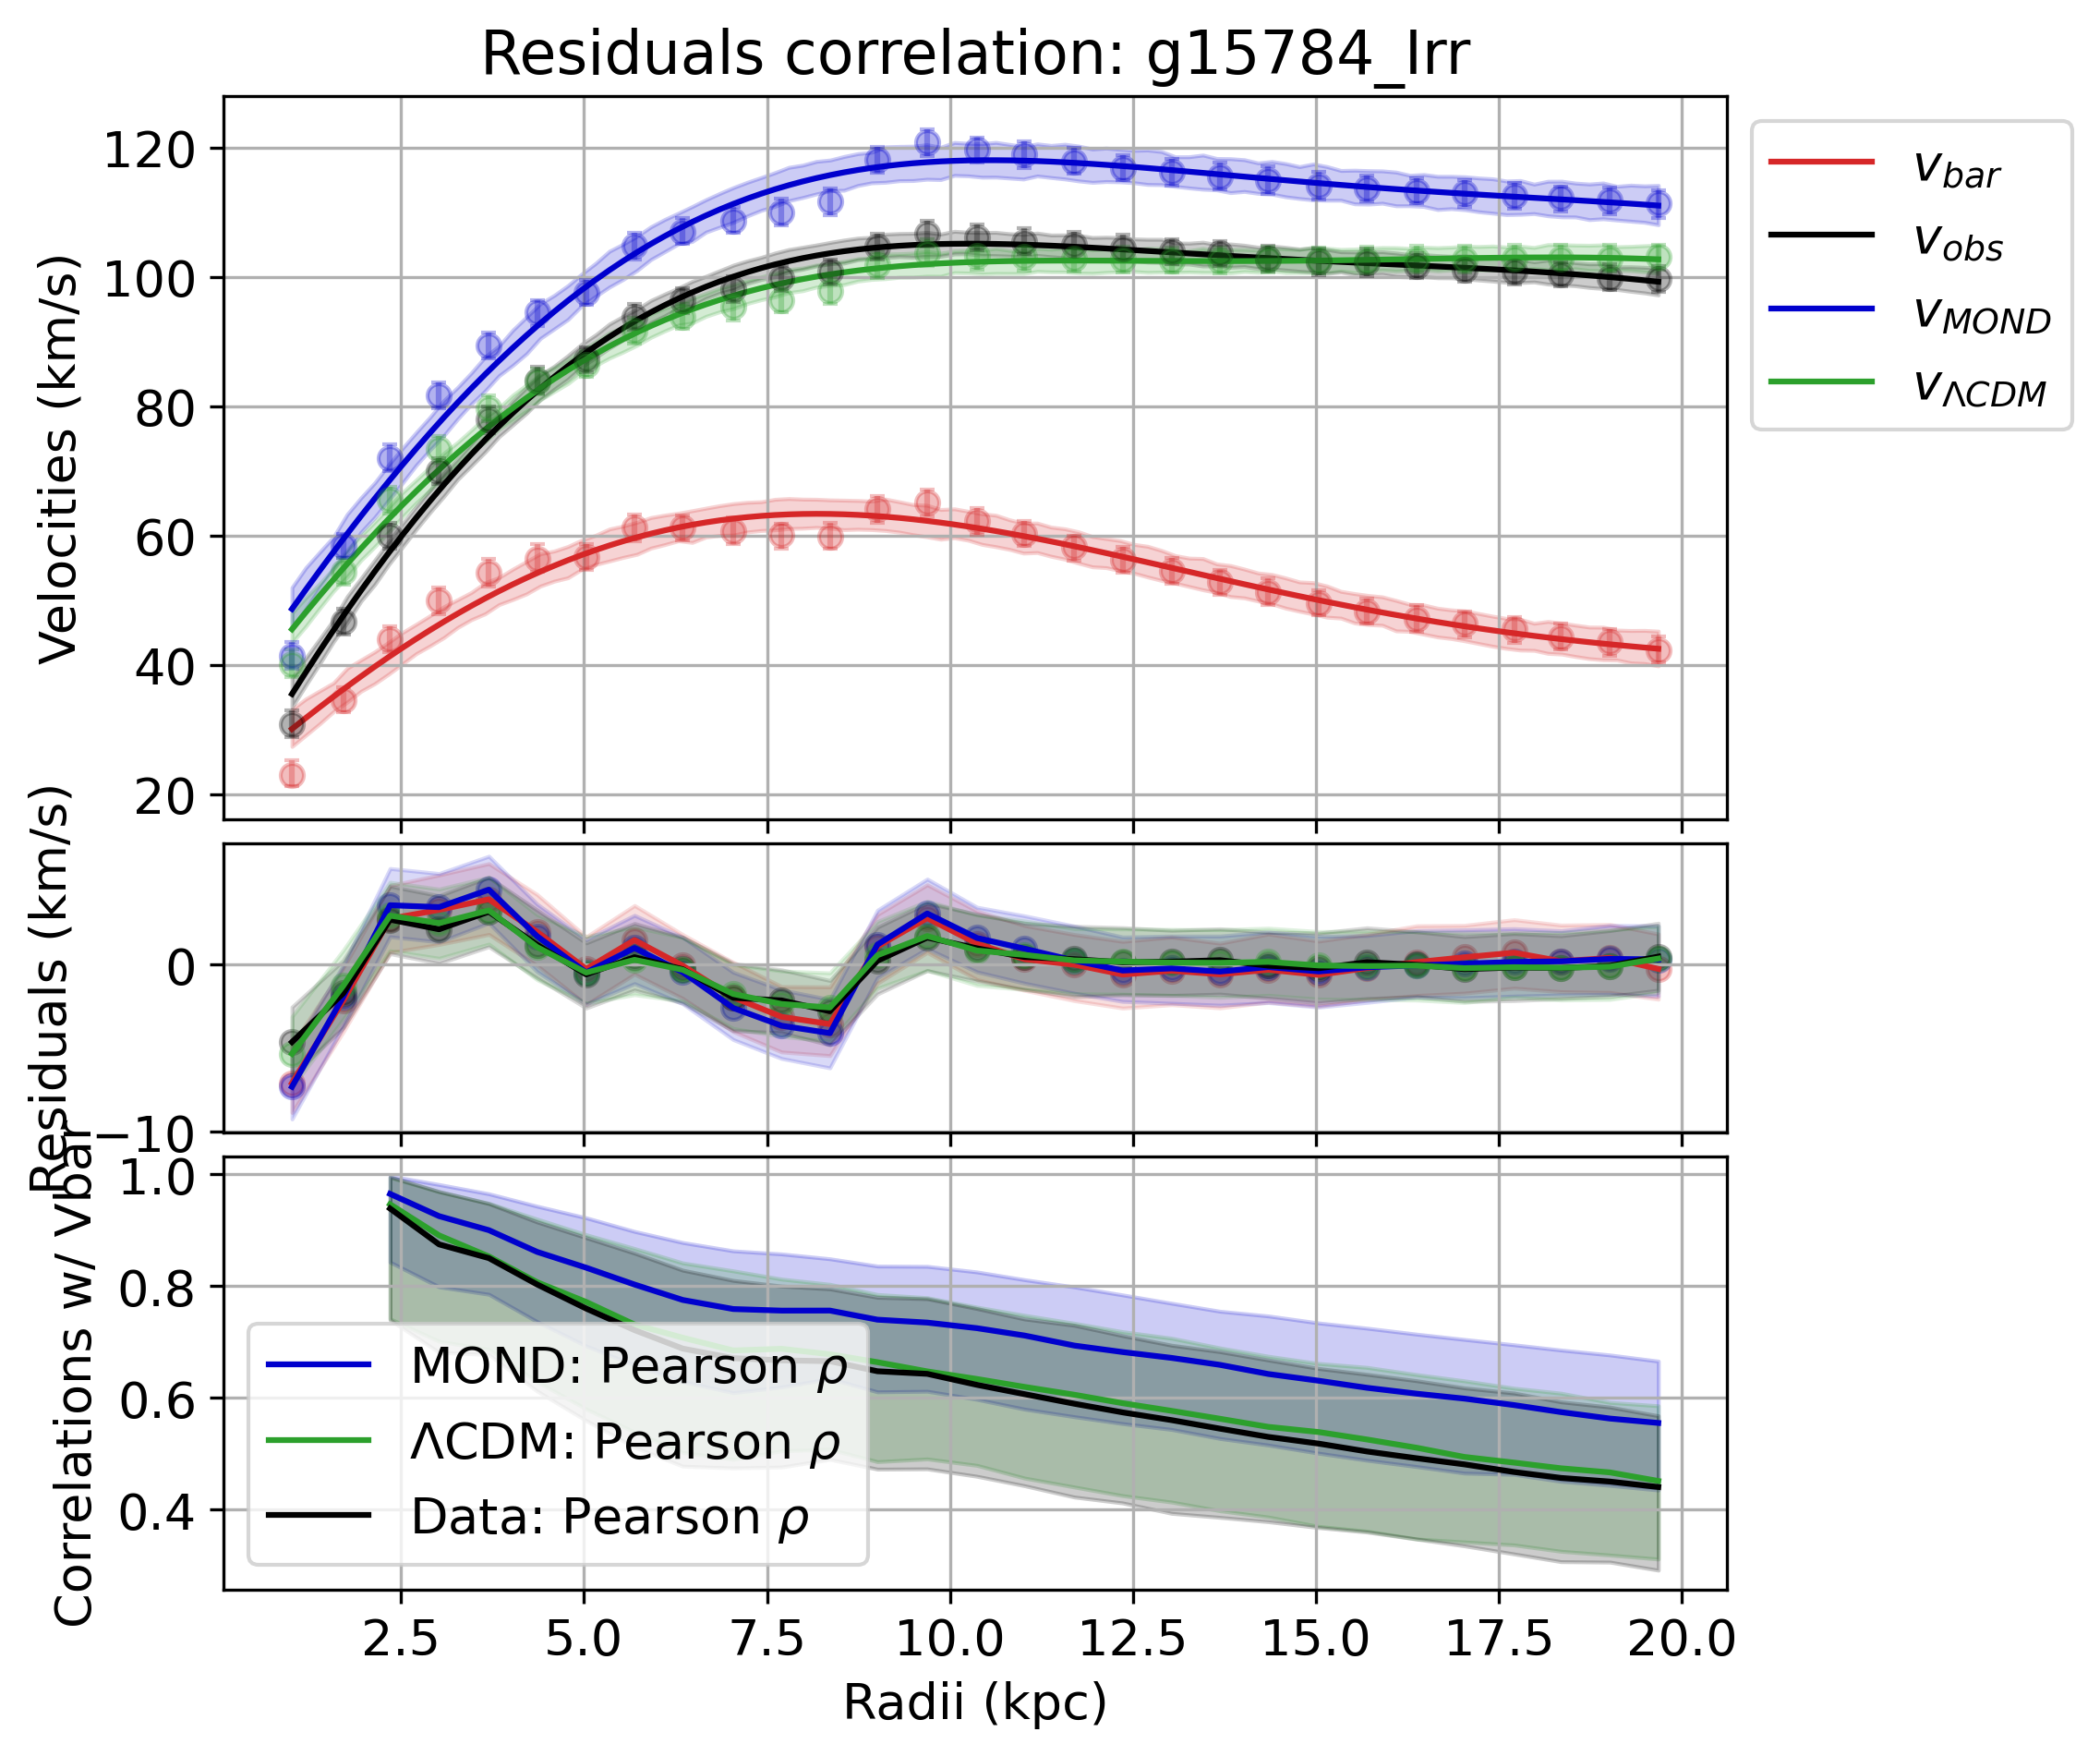 Residuals correlation: g15784_Irr
Velocities (km/s)
120
100
80
60
40
20
v_bar
v_obs
v_MOND
v_ΛCDM
Residuals (km/s)
0
−10
Correlations w/ Vbar
1.0
0.8
0.6
0.4
MOND: Pearson ρ
ΛCDM: Pearson ρ
Data: Pearson ρ
2.5 5.0 7.5 10.0 12.5 15.0 17.5 20.0
Radii (kpc)